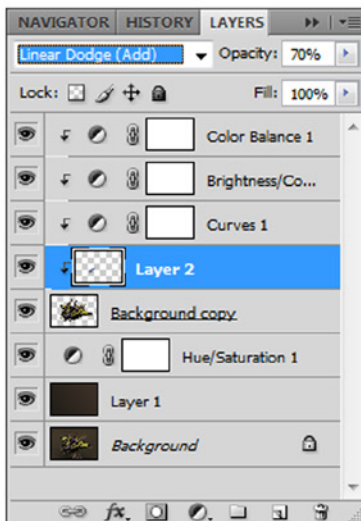 NAVIGATOR HISTORY LAYERS
Linear Dodge (Add) Opacity: 70%
Lock: Fill: 100%
Color Balance 1
Brightness/Co...
Curves 1
Layer 2
Background copy
Hue/Saturation 1
Layer 1
Background
fx.